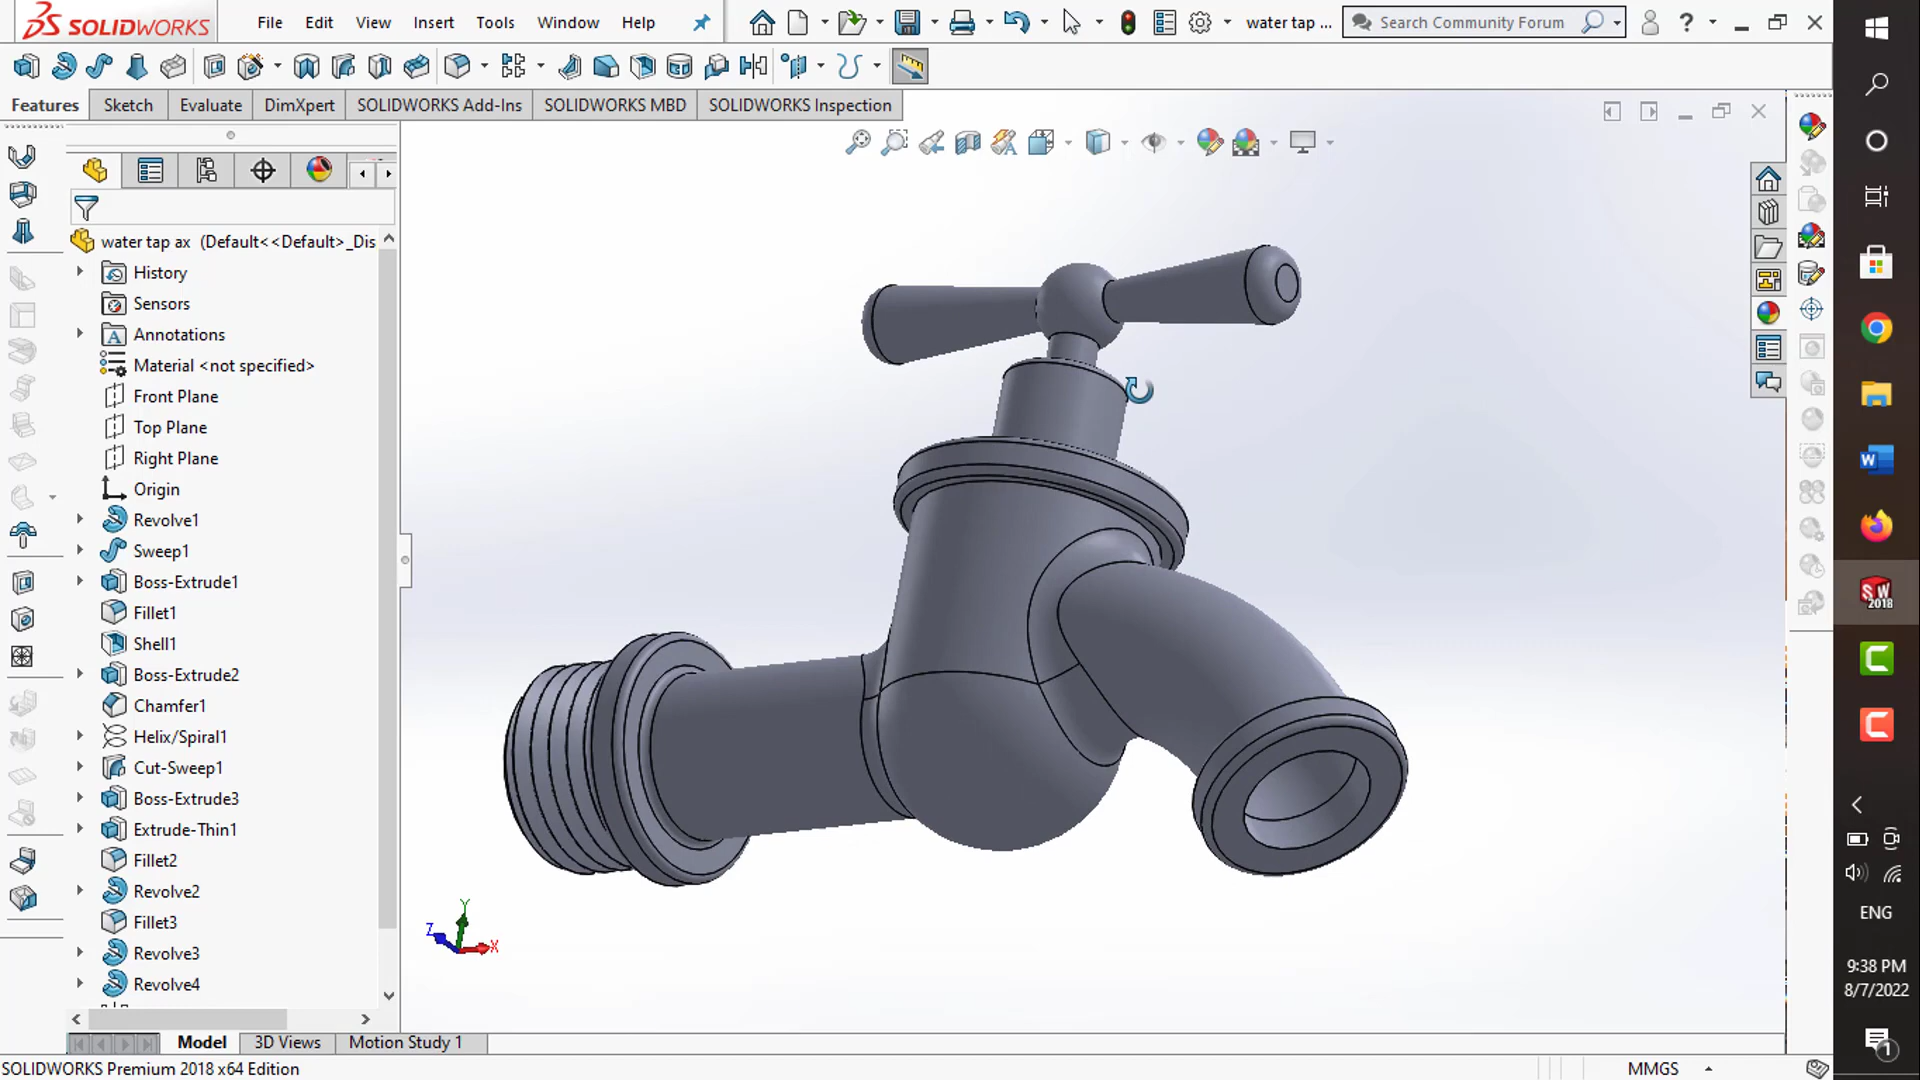 SOLIDWORKS File Edit View Insert Tools Window Help water tap ... Search Community Forum ?
Features Sketch Evaluate DimXpert SOLIDWORKS Add-Ins SOLIDWORKS MBD SOLIDWORKS Inspection
water tap ax (Default<<Default>_Dis
History
Sensors
Annotations
Material <not specified>
Front Plane
Top Plane
Right Plane
Origin
Revolve1
Sweep1
Boss-Extrude1
Fillet1
Shell1
Boss-Extrude2
Chamfer1
Helix/Spiral1
Cut-Sweep1
Boss-Extrude3
Extrude-Thin1
Fillet2
Revolve2
Fillet3
Revolve3
Revolve4
Y
Z
X
Model 3D Views Motion Study 1
SOLIDWORKS Premium 2018 x64 Edition MMGS
W
SW
2018
C
C
ENG
9:38 PM
8/7/2022
1